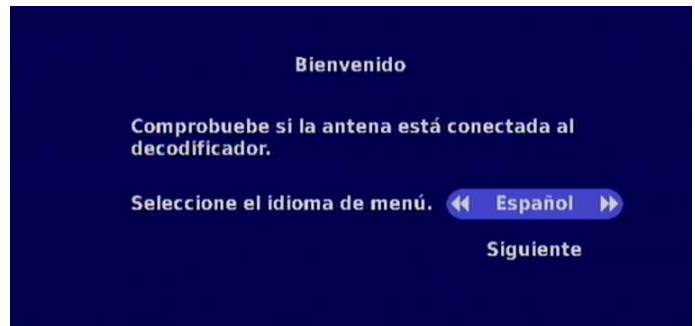 Bienvenido
Comprobuebe si la antena está conectada al
decodificador.
Seleccione el idioma de menú. Español
Siguiente